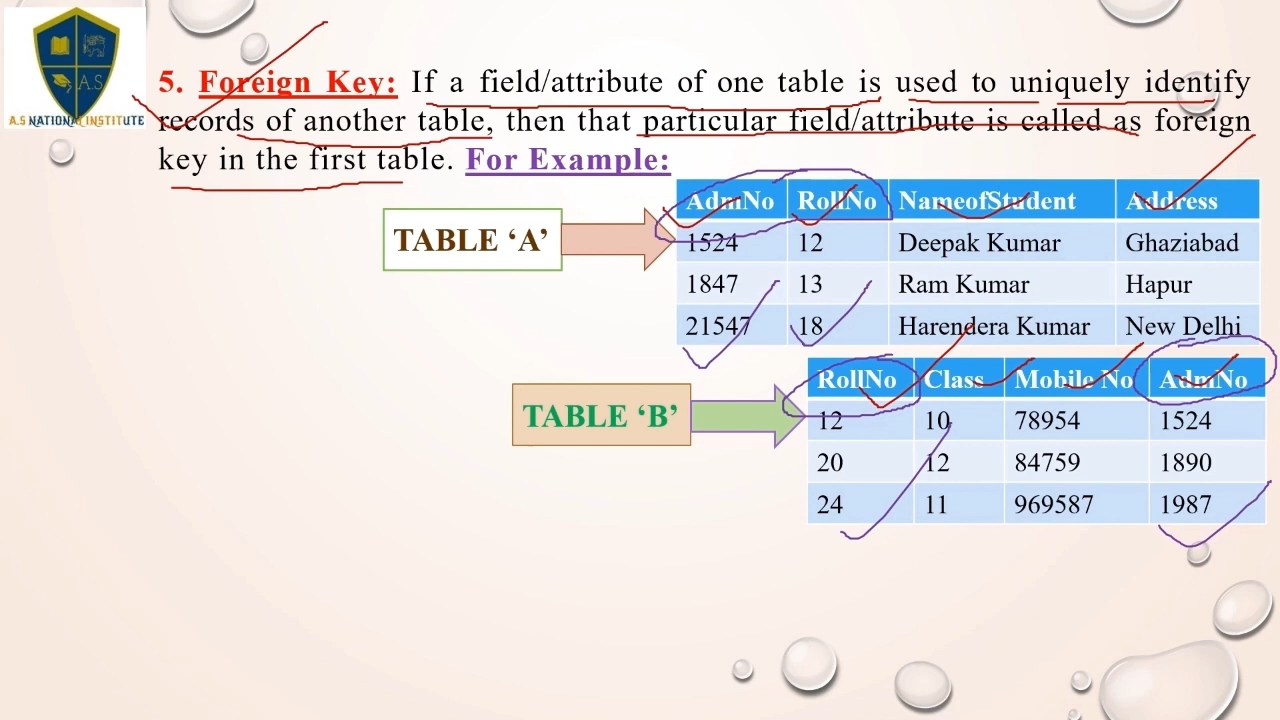 A.S
A.S NATIONAL INSTITUTE
5. Foreign Key: If a field/attribute of one table is used to uniquely identify
records of another table, then that particular field/attribute is called as foreign
key in the first table. For Example:
TABLE ‘A’
AdmNo RollNo NameofStudent Address
1524 12 Deepak Kumar Ghaziabad
1847 13 Ram Kumar Hapur
21547 18 Harendera Kumar New Delhi
TABLE ‘B’
RollNo Class Mobile No AdmNo
12 10 78954 1524
20 12 84759 1890
24 11 969587 1987